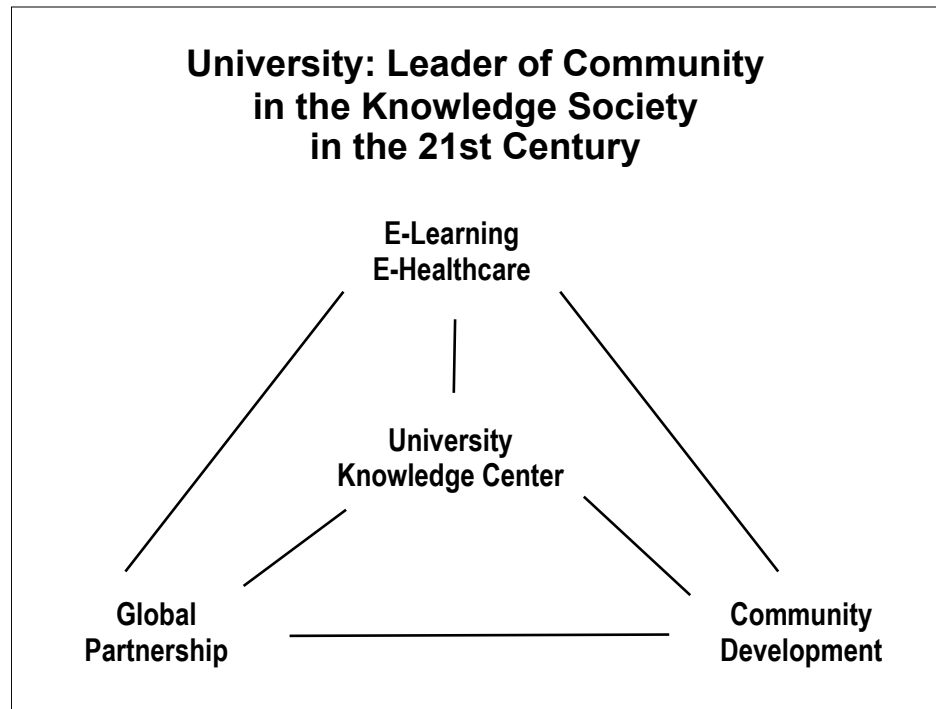 University: Leader of Community
in the Knowledge Society
in the 21st Century
E-Learning
E-Healthcare
University
Knowledge Center
Global
Partnership
Community
Development